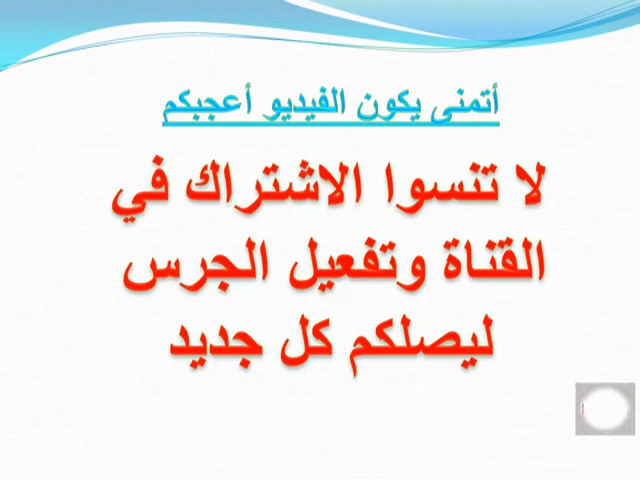 أتمنى يكون الفيديو أعجبكم
لا تنسوا الاشتراك في
القناة وتفعيل الجرس
ليصلكم كل جديد